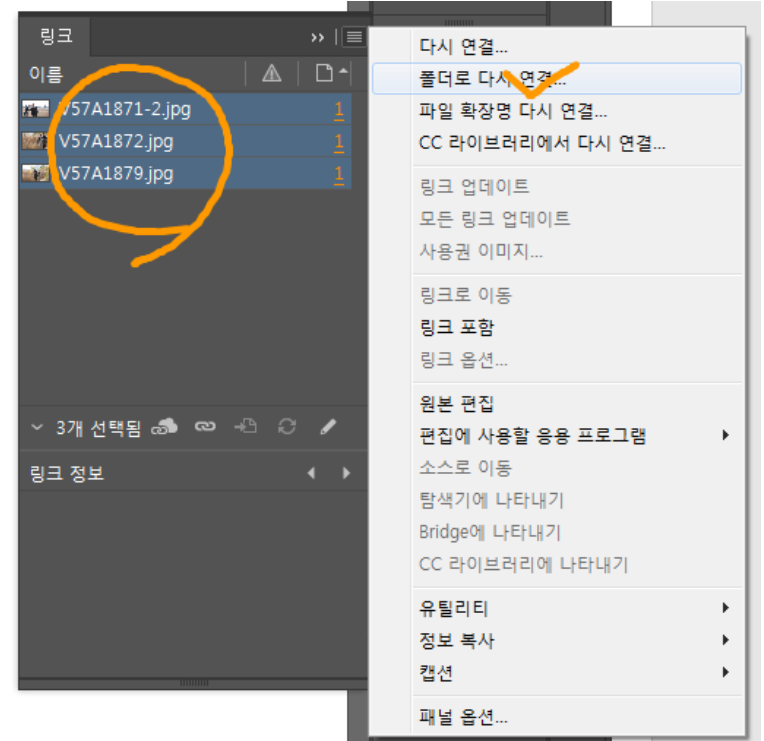 링크
이름
V57A1871-2.jpg 1
V57A1872.jpg 1
V57A1879.jpg 1
3개 선택됨
링크 정보
다시 연결...
폴더로 다시 연결...
파일 확장명 다시 연결...
CC 라이브러리에서 다시 연결...
링크 업데이트
모든 링크 업데이트
사용권 이미지...
링크로 이동
링크 포함
링크 옵션...
원본 편집
편집에 사용할 응용 프로그램
소스로 이동
탐색기에 나타내기
Bridge에 나타내기
CC 라이브러리에 나타내기
유틸리티
정보 복사
캡션
패널 옵션...